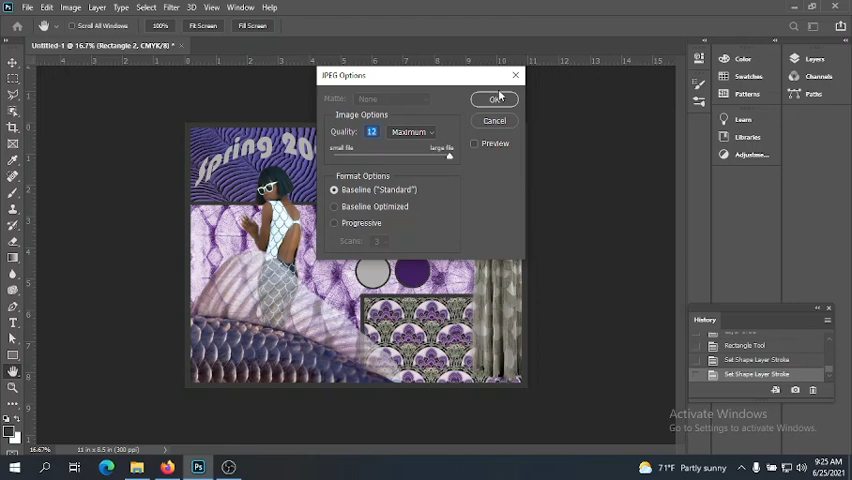 File Edit Image Layer Type Select Filter 3D View Window Help
Scroll All Windows 100% Fit Screen Fill Screen
Untitled-1 @ 16.7% (Rectangle 2, CMYK/8) * ×
JPEG Options
Matte: None
OK
Image Options
Cancel
Quality: 12 Maximum
small file large file
Preview
Format Options
Baseline ("Standard")
Baseline Optimized
Progressive
Scans: 3
spring
Color
Swatches
Patterns
Learn
Libraries
Adjustme...
Layers
Channels
Paths
History
Rectangle Tool
Set Shape Layer Stroke
Set Shape Layer Stroke
Activate Windows
Go to Settings to activate Windows.
16.67% 11 in x 8.5 in (300 ppi)
71°F Partly sunny
9:25 AM
6/25/2021